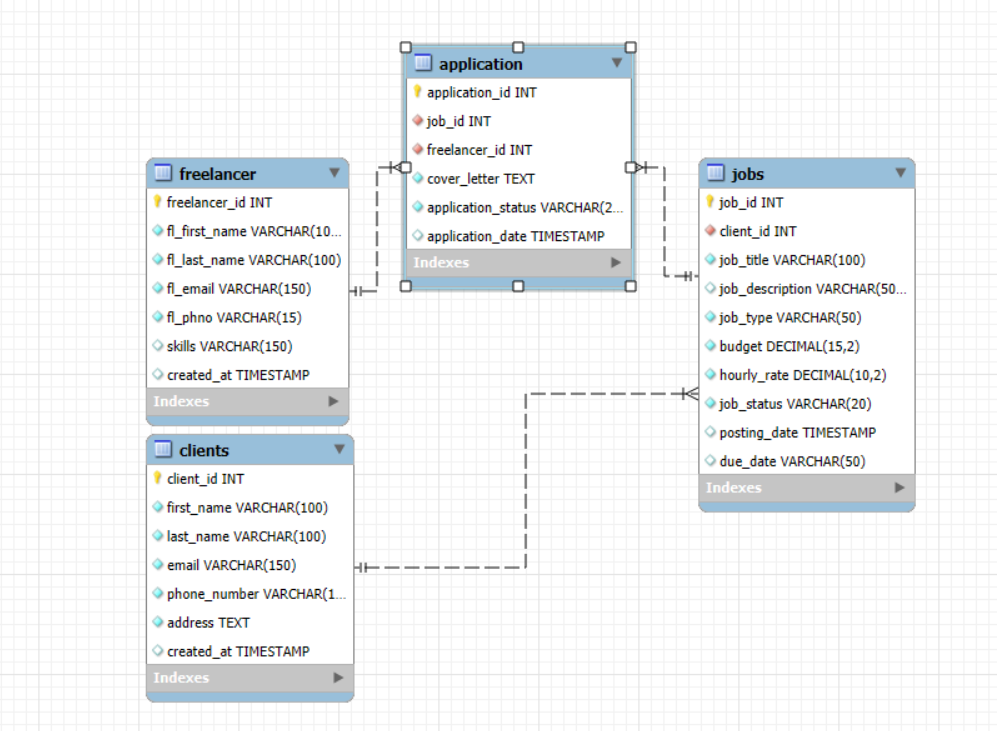 application
application_id INT
job_id INT
freelancer_id INT
cover_letter TEXT
application_status VARCHAR(2...
application_date TIMESTAMP
Indexes
freelancer
freelancer_id INT
fl_first_name VARCHAR(10...
fl_last_name VARCHAR(100)
fl_email VARCHAR(150)
fl_phno VARCHAR(15)
skills VARCHAR(150)
created_at TIMESTAMP
Indexes
jobs
job_id INT
client_id INT
job_title VARCHAR(100)
job_description VARCHAR(50...
job_type VARCHAR(50)
budget DECIMAL(15,2)
hourly_rate DECIMAL(10,2)
job_status VARCHAR(20)
posting_date TIMESTAMP
due_date VARCHAR(50)
Indexes
clients
client_id INT
first_name VARCHAR(100)
last_name VARCHAR(100)
email VARCHAR(150)
phone_number VARCHAR(1...
address TEXT
created_at TIMESTAMP
Indexes